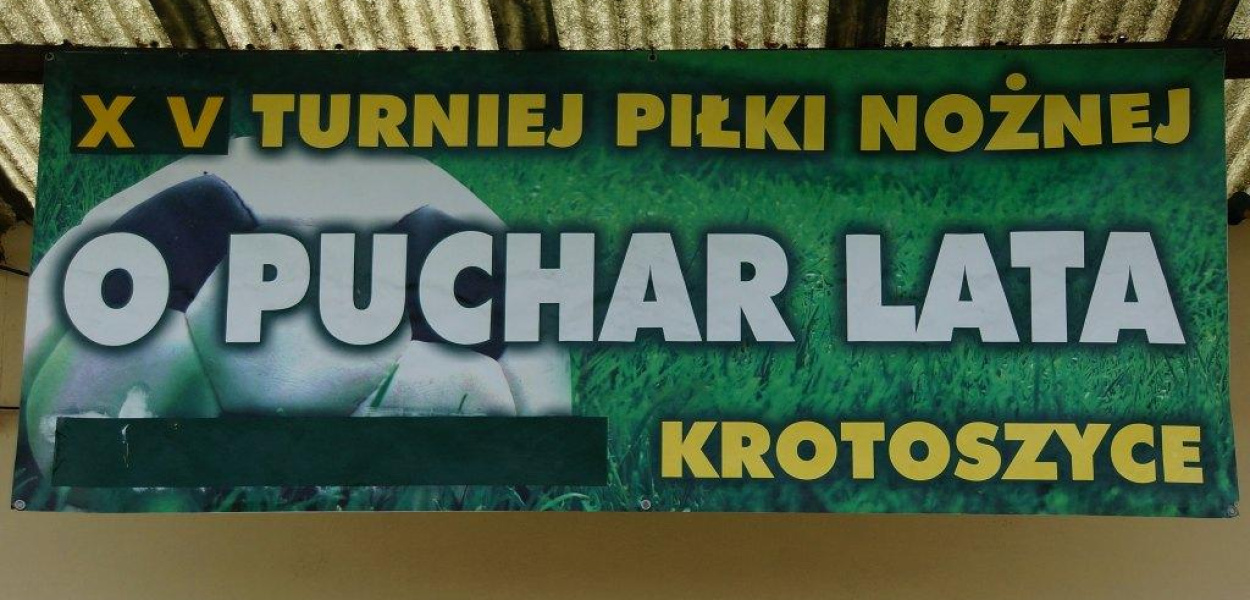 X V TURNIEJ PIŁKI NOŻNEJ
O PUCHAR LATA
KROTOSZYCE